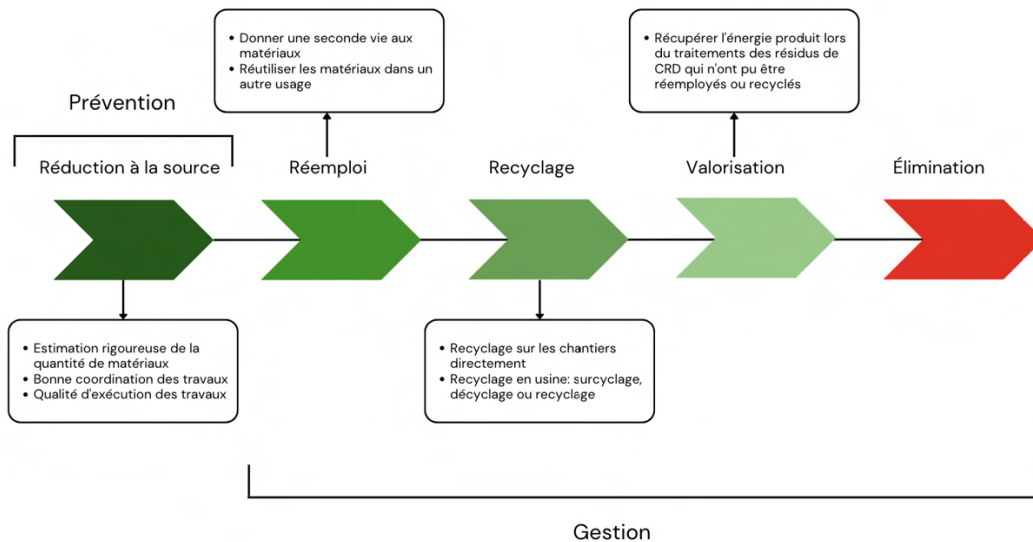 • Donner une seconde vie aux
matériaux
• Réutiliser les matériaux dans un
autre usage
• Récupérer l'énergie produit lors
du traitements des résidus de
CRD qui n'ont pu être
réemployés ou recyclés
Prévention
Réduction à la source
Réemploi
Recyclage
Valorisation
Élimination
• Estimation rigoureuse de la
quantité de matériaux
• Bonne coordination des travaux
• Qualité d'exécution des travaux
• Recyclage sur les chantiers
directement
• Recyclage en usine: surcyclage,
décyclage ou recyclage
Gestion